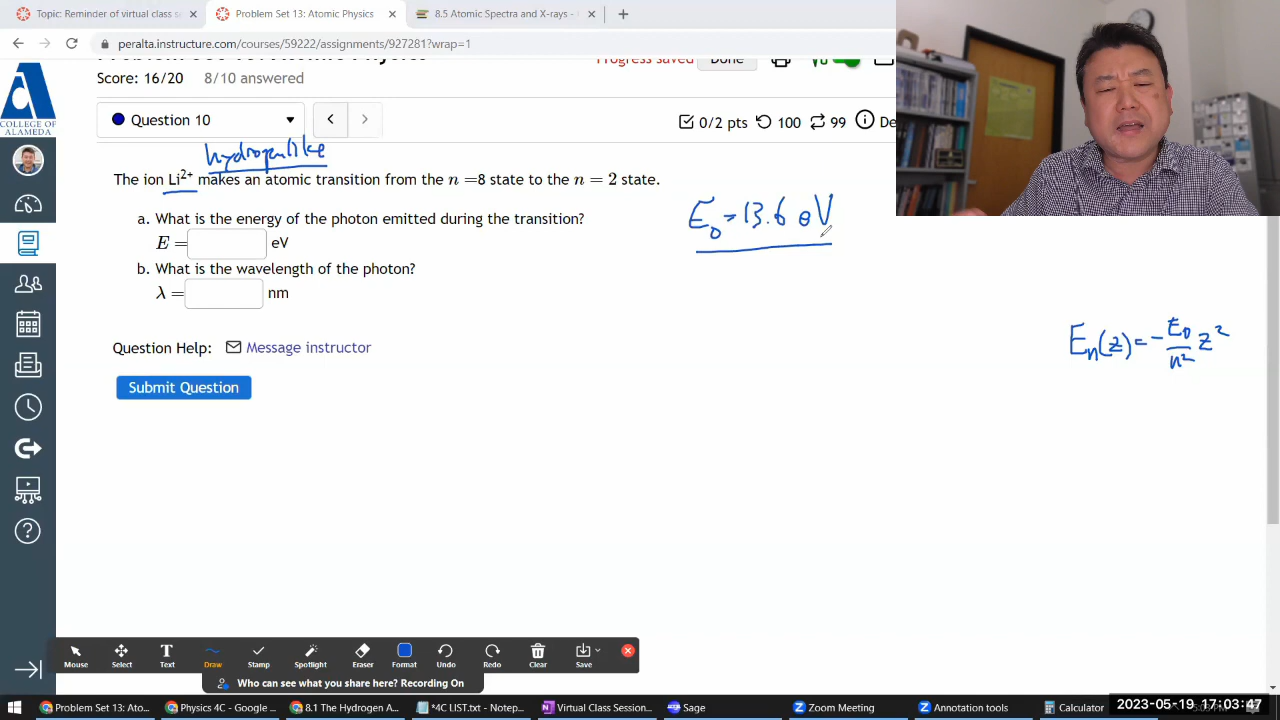 Topic: Reminder of virtual class s
Problem Set 13: Atomic Physics
8.5 Atomic Spectra and X-rays -
peralta.instructure.com/courses/59222/assignments/927281?wrap=1
Progress saved
Done
Score: 16/20 8/10 answered
COLLEGE OF
ALAMEDA
Question 10
0/2 pts 100 99 De
hydrogenlike
The ion Li2+ makes an atomic transition from the n =8 state to the n = 2 state.
a. What is the energy of the photon emitted during the transition?
E = eV
b. What is the wavelength of the photon?
λ = nm
E₀ = 13.6 eV
Eₙ(z) = - E₀/n² z²
Question Help: Message instructor
Submit Question
Mouse Select Text Draw Stamp Spotlight Eraser Format Undo Redo Clear Save
Who can see what you share here? Recording On
Problem Set 13: Ato...
Physics 4C - Google ...
8.1 The Hydrogen A...
*4C LIST.txt - Notep...
Virtual Class Session...
Sage
Zoom Meeting
Annotation tools
Calculator
2023-05-19 17:03:47